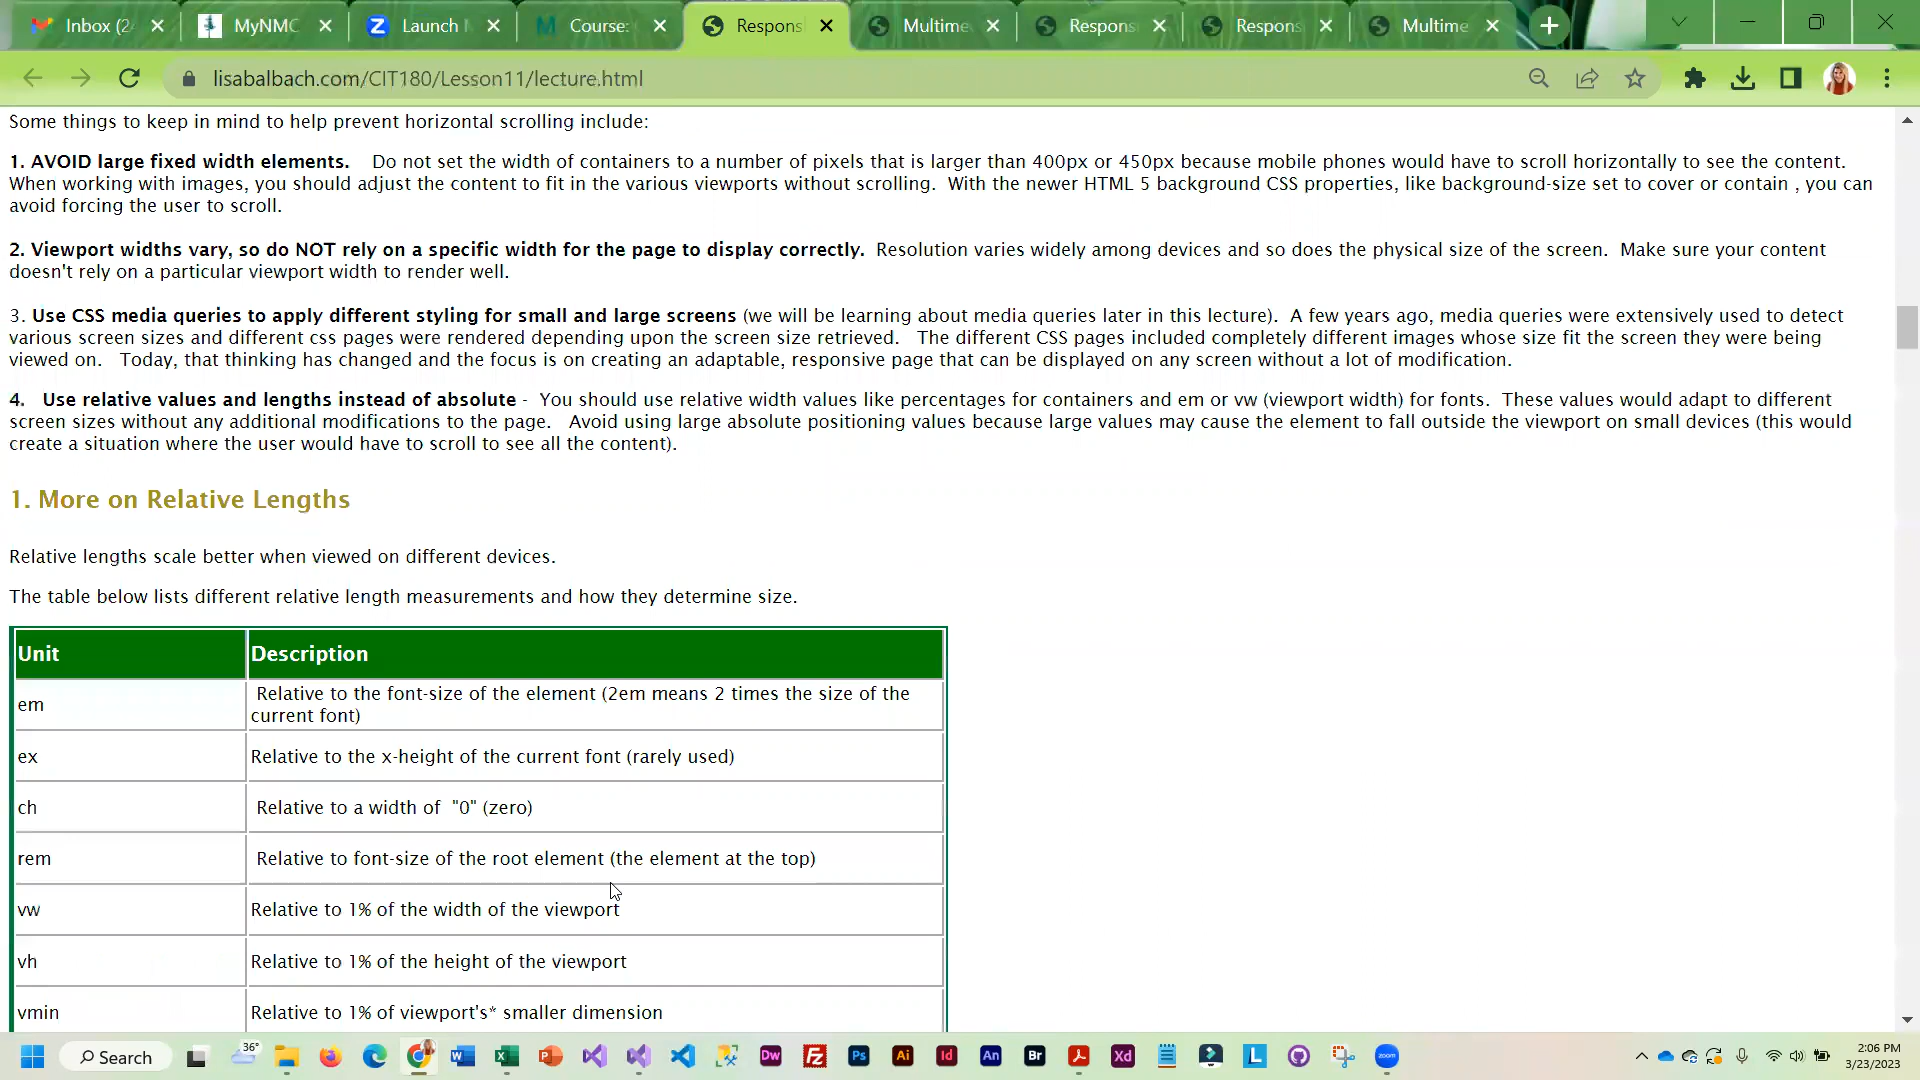 Inbox (2
MyNMC
Launch
Course:
Respons
Multime
Respons
Respons
Multime
lisabalbach.com/CIT180/Lesson11/lecture.html
Some things to keep in mind to help prevent horizontal scrolling include:
1. AVOID large fixed width elements. Do not set the width of containers to a number of pixels that is larger than 400px or 450px because mobile phones would have to scroll horizontally to see the content.
When working with images, you should adjust the content to fit in the various viewports without scrolling. With the newer HTML 5 background CSS properties, like background-size set to cover or contain , you can
avoid forcing the user to scroll.
2. Viewport widths vary, so do NOT rely on a specific width for the page to display correctly. Resolution varies widely among devices and so does the physical size of the screen. Make sure your content
doesn't rely on a particular viewport width to render well.
3. Use CSS media queries to apply different styling for small and large screens (we will be learning about media queries later in this lecture). A few years ago, media queries were extensively used to detect
various screen sizes and different css pages were rendered depending upon the screen size retrieved. The different CSS pages included completely different images whose size fit the screen they were being
viewed on. Today, that thinking has changed and the focus is on creating an adaptable, responsive page that can be displayed on any screen without a lot of modification.
4. Use relative values and lengths instead of absolute - You should use relative width values like percentages for containers and em or vw (viewport width) for fonts. These values would adapt to different
screen sizes without any additional modifications to the page. Avoid using large absolute positioning values because large values may cause the element to fall outside the viewport on small devices (this would
create a situation where the user would have to scroll to see all the content).
1. More on Relative Lengths
Relative lengths scale better when viewed on different devices.
The table below lists different relative length measurements and how they determine size.
Unit Description
em Relative to the font-size of the element (2em means 2 times the size of the
current font)
ex Relative to the x-height of the current font (rarely used)
ch Relative to a width of "0" (zero)
rem Relative to font-size of the root element (the element at the top)
vw Relative to 1% of the width of the viewport
vh Relative to 1% of the height of the viewport
vmin Relative to 1% of viewport's* smaller dimension
Search
36°
Dw
Fz
Ps
Ai
Id
An
Br
Xd
L
zoom
2:06 PM
3/23/2023